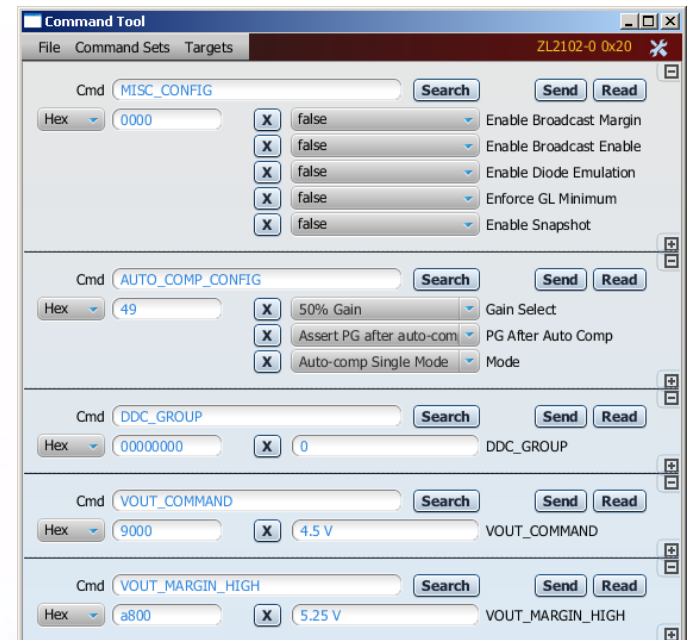 Command Tool
File Command Sets Targets ZL2102-0 0x20
Cmd MISC_CONFIG Search Send Read
Hex 0000 X false Enable Broadcast Margin
X false Enable Broadcast Enable
X false Enable Diode Emulation
X false Enforce GL Minimum
X false Enable Snapshot
Cmd AUTO_COMP_CONFIG Search Send Read
Hex 49 X 50% Gain Gain Select
X Assert PG after auto-com PG After Auto Comp
X Auto-comp Single Mode Mode
Cmd DDC_GROUP Search Send Read
Hex 00000000 X 0 DDC_GROUP
Cmd VOUT_COMMAND Search Send Read
Hex 9000 X 4.5 V VOUT_COMMAND
Cmd VOUT_MARGIN_HIGH Search Send Read
Hex a800 X 5.25 V VOUT_MARGIN_HIGH